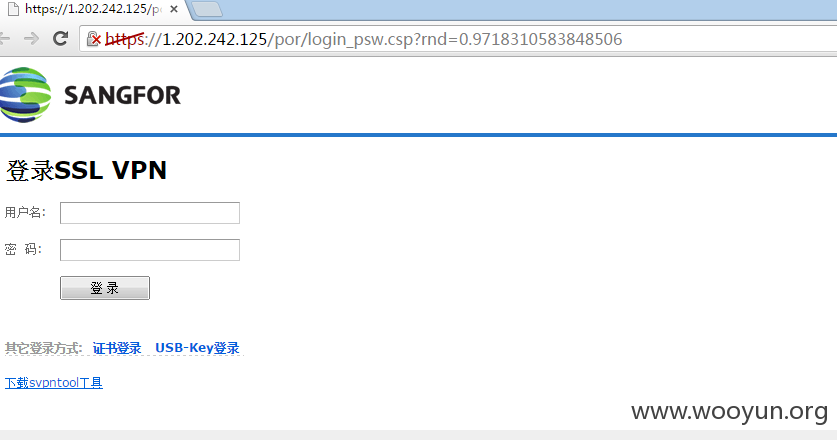 https://1.202.242.125/po
https://1.202.242.125/por/login_psw.csp?rnd=0.9718310583848506
SANGFOR
登录SSL VPN
用户名:
密 码:
登 录
其它登录方式: 证书登录 USB-Key登录
下载svpntool工具
www.wooyun.org